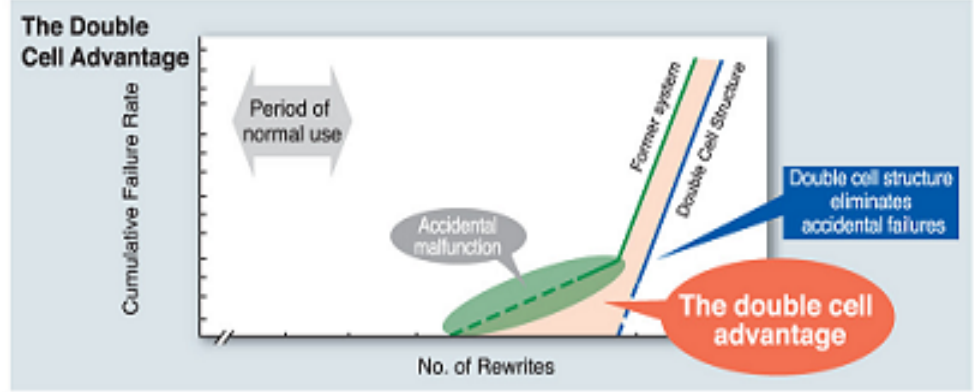 The Double
Cell Advantage
Cumulative Failure Rate
Period of
normal use
Former system
Double Cell Structure
Accidental
malfunction
Double cell structure
eliminates
accidental failures
The double cell
advantage
No. of Rewrites